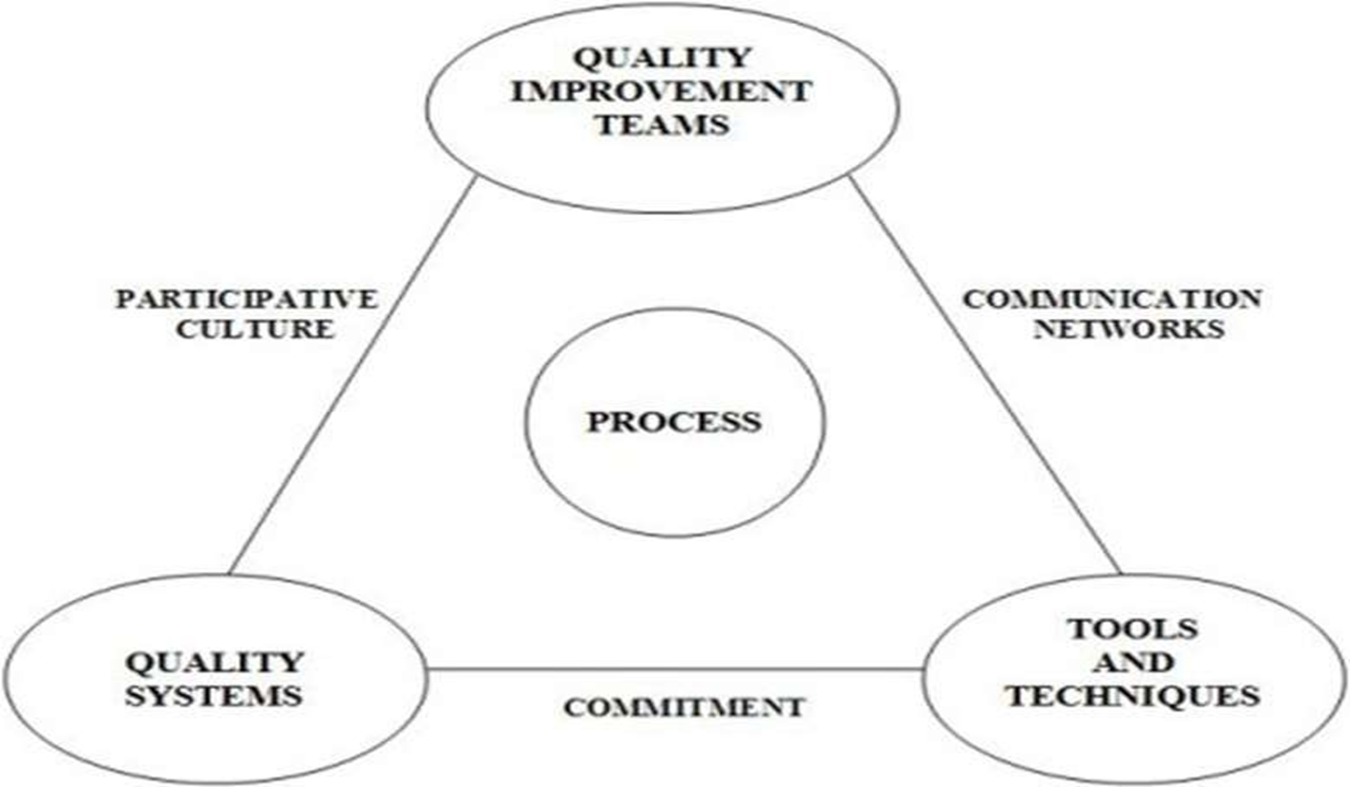 QUALITY
IMPROVEMENT
TEAMS
PARTICIPATIVE
CULTURE
COMMUNICATION
NETWORKS
PROCESS
QUALITY
SYSTEMS
TOOLS
AND
TECHNIQUES
COMMITMENT